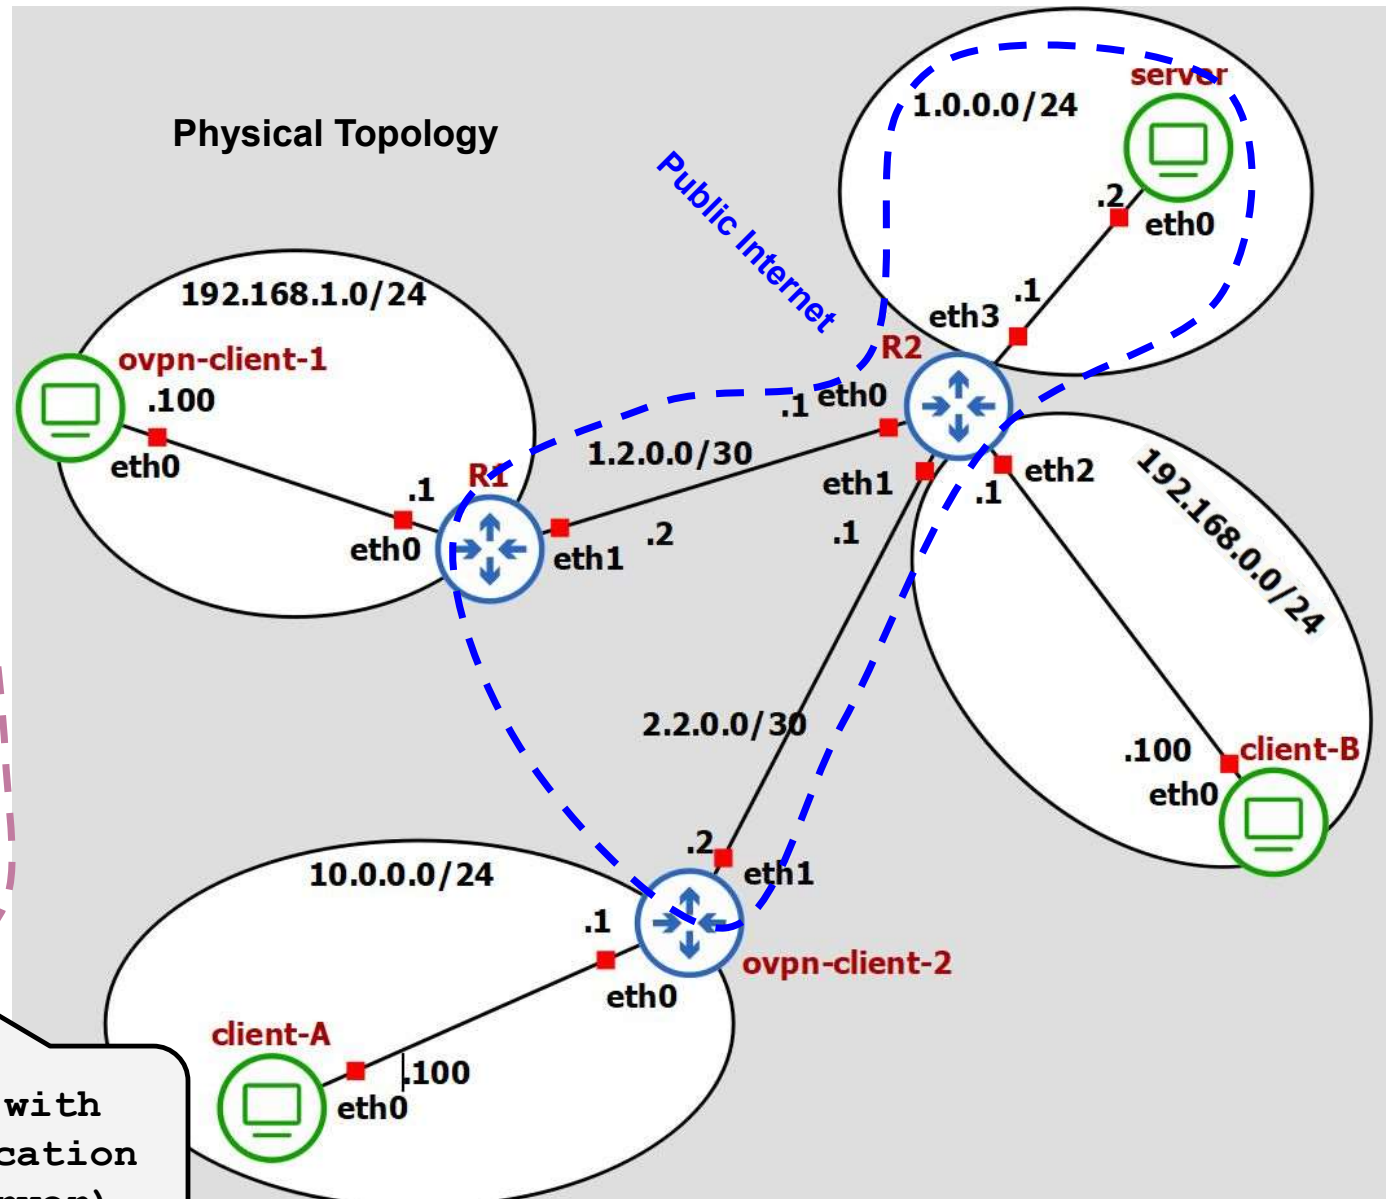 Physical Topology
server
1.0.0.0/24
Public Internet
.2
eth0
.1
eth3
192.168.1.0/24
ovpn-client-1
.100
eth0
.1
eth0
R1
eth1
.2
1.2.0.0/30
.1
eth0
R2
eth1
.1
eth2
.1
192.168.0.0/24
.100
client-B
eth0
2.2.0.0/30
.2
eth1
10.0.0.0/24
.1
eth0
ovpn-client-2
client-A
.100
eth0
with
cation